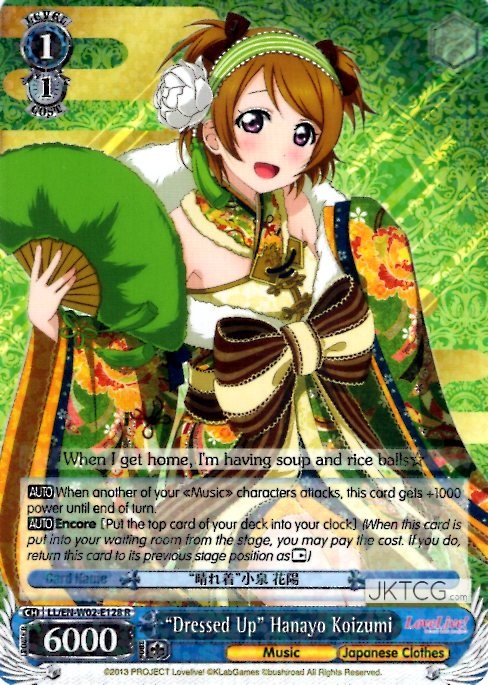 LEVEL
1
1
COST
When I get home, I'm having soup and rice balls☆
AUTO When another of your «Music» characters attacks, this card gets +1000
power until end of turn.
AUTO Encore [Put the top card of your deck into your clock] (When this card is
put into your waiting room from the stage, you may pay the cost. If you do,
return this card to its previous stage position as )
Card Name
"晴れ着"小泉 花陽
JKTCG.com
CH LL/EN-W02-E128 R
POWER
6000
"Dressed Up" Hanayo Koizumi
LoveLive!
Music
Japanese Clothes
©2013 PROJECT Lovelive! ©KLabGames ©bushiroad All Rights Reserved.